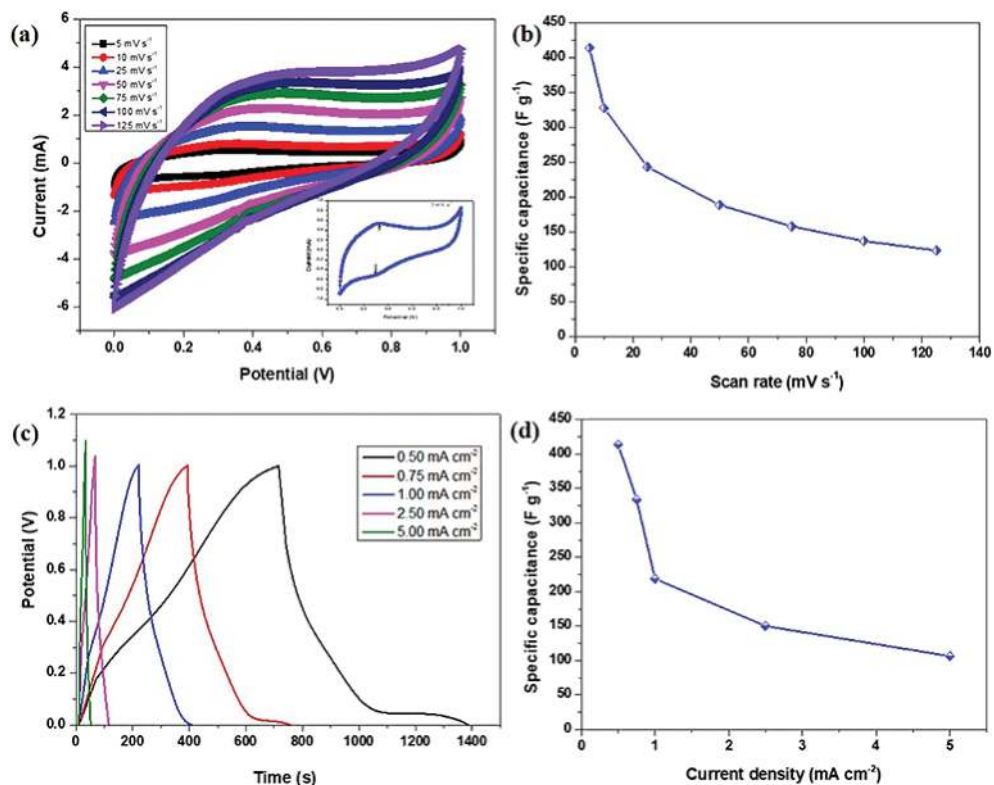 (a)
6
4
2
0
-2
-4
-6
Current (mA)
5 mV s⁻¹
10 mV s⁻¹
25 mV s⁻¹
50 mV s⁻¹
75 mV s⁻¹
100 mV s⁻¹
125 mV s⁻¹
Potential (V)
0.0 0.2 0.4 0.6 0.8 1.0
Potential (V)
(b)
450
400
350
300
250
200
150
100
50
0
Specific capacitance (F g⁻¹)
0 20 40 60 80 100 120 140
Scan rate (mV s⁻¹)
(c)
1.2
1.0
0.8
0.6
0.4
0.2
0.0
Potential (V)
0.50 mA cm⁻²
0.75 mA cm⁻²
1.00 mA cm⁻²
2.50 mA cm⁻²
5.00 mA cm⁻²
0 200 400 600 800 1000 1200 1400
Time (s)
(d)
450
400
350
300
250
200
150
100
50
0
Specific capacitance (F g⁻¹)
1 2 3 4 5
Current density (mA cm⁻²)